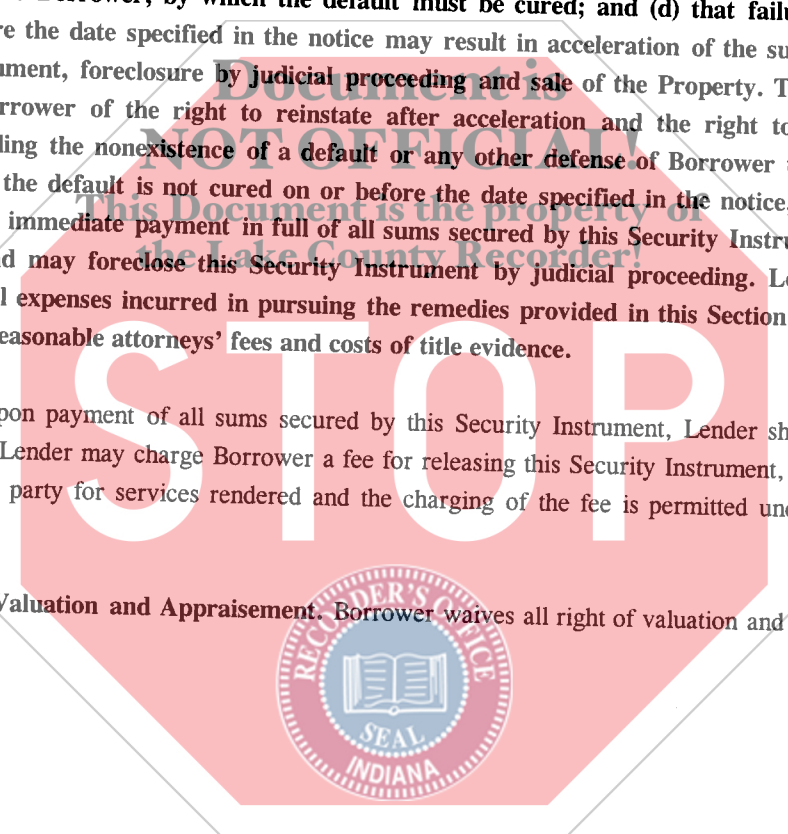 Borrower, by which the default must be cured; and (d) that failu
re the date specified in the notice may result in acceleration of the su
ument, foreclosure by judicial proceeding and sale of the Property. T
Document is
rrower of the right to reinstate after acceleration and the right to
NOT OFFICIAL!
ling the nonexistence of a default or any other defense of Borrower
the default is not cured on or before the date specified in the notice,
This Document is the property of
immediate payment in full of all sums secured by this Security Instru
the Lake County Recorder!
d may foreclose this Security Instrument by judicial proceeding. L
l expenses incurred in pursuing the remedies provided in this Section
easonable attorneys' fees and costs of title evidence.
STOP
pon payment of all sums secured by this Security Instrument, Lender sh
Lender may charge Borrower a fee for releasing this Security Instrument,
party for services rendered and the charging of the fee is permitted un
Valuation and Appraisement. Borrower waives all right of valuation and
RECORDER'S OFFICE
SEAL
INDIANA